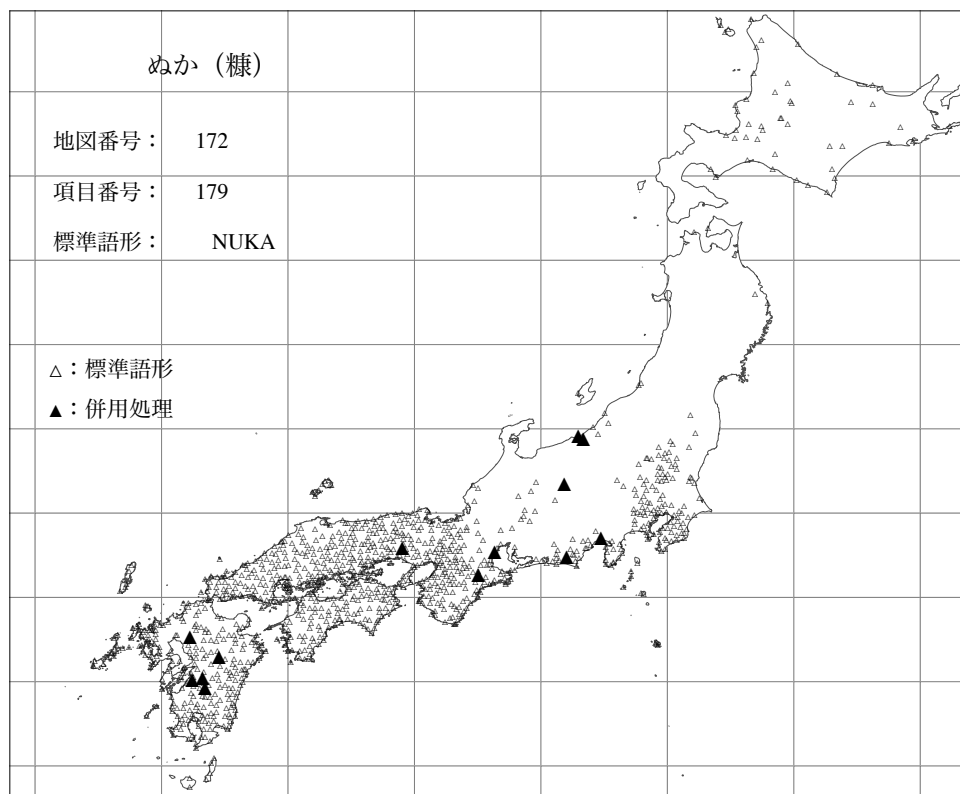 ぬか（糠）
地図番号： 172
項目番号： 179
標準語形： NUKA
△：標準語形
▲：併用処理